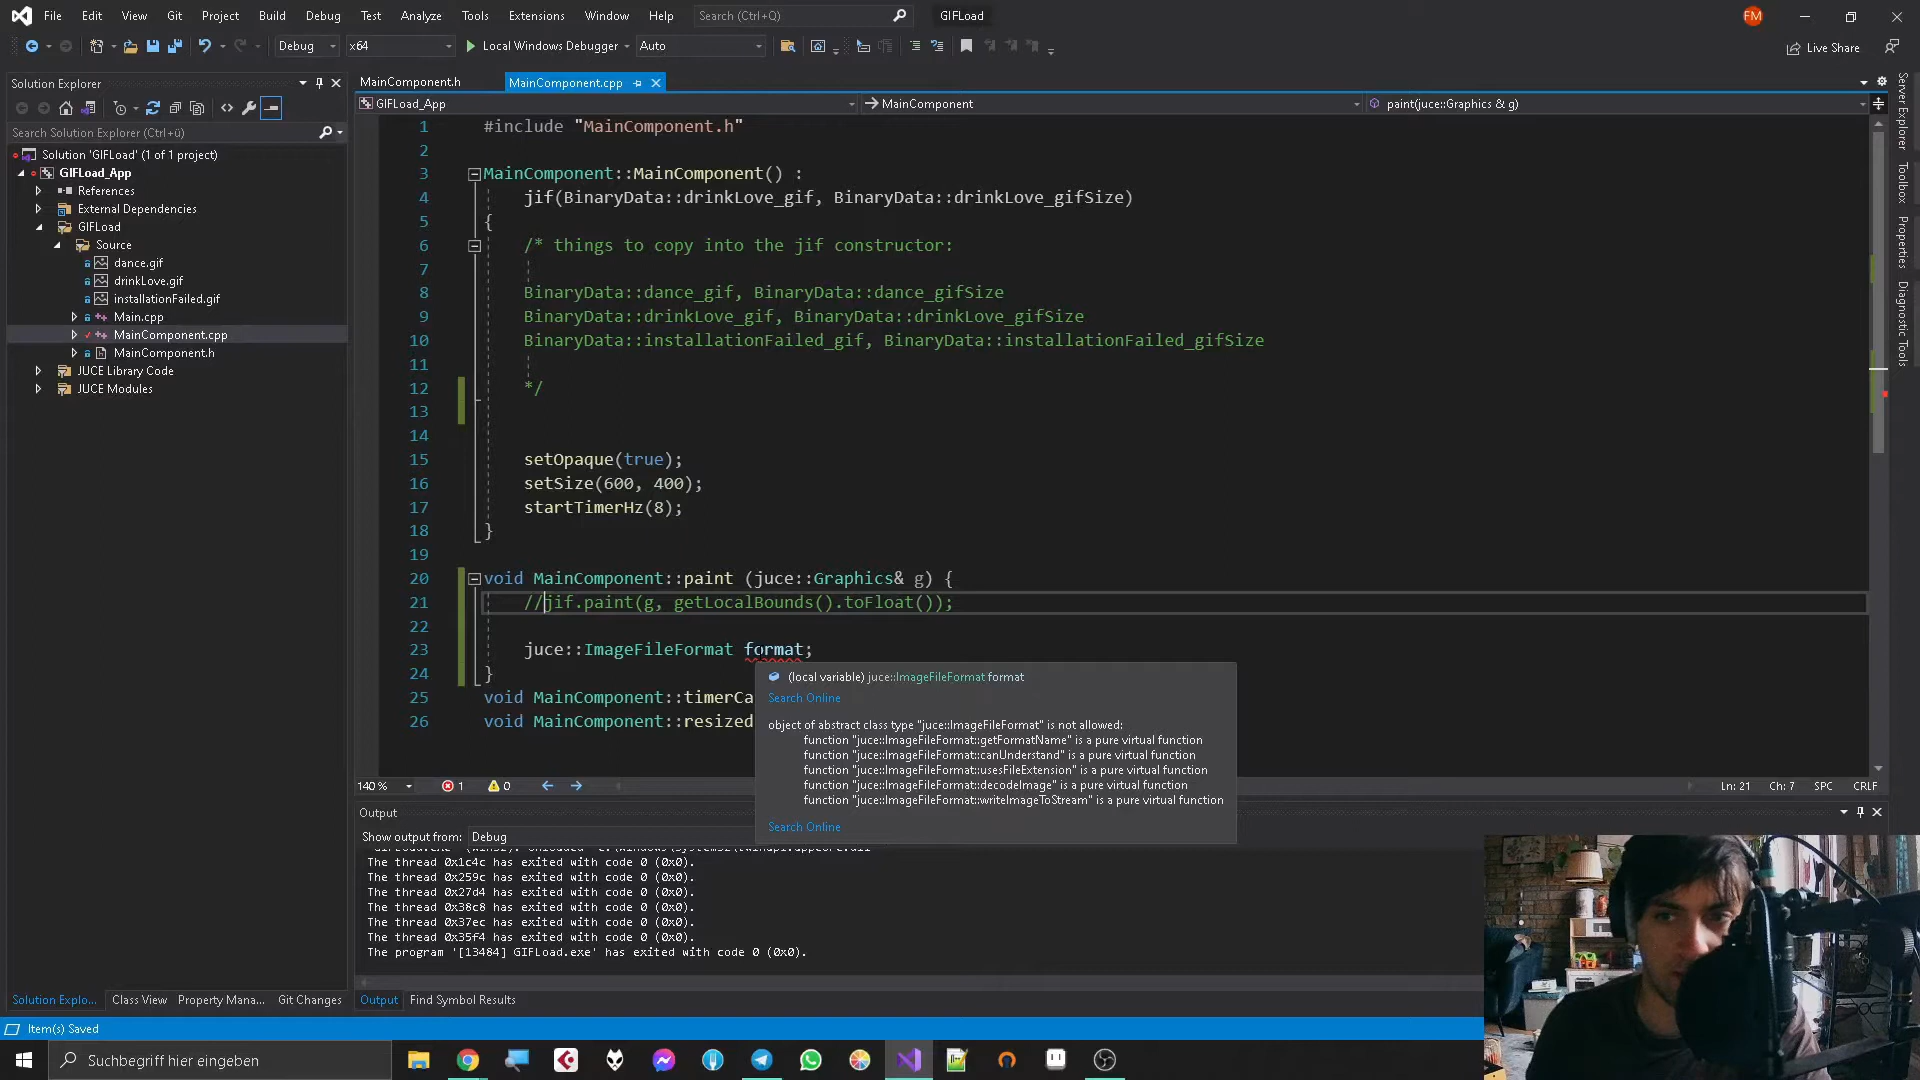 File Edit View Git Project Build Debug Test Analyze Tools Extensions Window Help Search (Ctrl+Q) GIFLoad FM
Debug x64 Local Windows Debugger Auto Live Share
Solution Explorer
Search Solution Explorer (Ctrl+ü)
Solution 'GIFLoad' (1 of 1 project)
GIFLoad_App
References
External Dependencies
GIFLoad
Source
dance.gif
drinkLove.gif
installationFailed.gif
Main.cpp
MainComponent.cpp
MainComponent.h
JUCE Library Code
JUCE Modules
Solution Explo... Class View Property Mana... Git Changes
MainComponent.h MainComponent.cpp
GIFLoad_App MainComponent paint(juce::Graphics & g)
1 #include "MainComponent.h"
2
3 MainComponent::MainComponent() :
4 jif(BinaryData::drinkLove_gif, BinaryData::drinkLove_gifSize)
5 {
6 /* things to copy into the jif constructor:
7
8 BinaryData::dance_gif, BinaryData::dance_gifSize
9 BinaryData::drinkLove_gif, BinaryData::drinkLove_gifSize
10 BinaryData::installationFailed_gif, BinaryData::installationFailed_gifSize
11
12 */
13
14
15 setOpaque(true);
16 setSize(600, 400);
17 startTimerHz(8);
18 }
19
20 void MainComponent::paint (juce::Graphics& g) {
21 //jif.paint(g, getLocalBounds().toFloat());
22
23 juce::ImageFileFormat format;
24 }
25 void MainComponent::timerCa
26 void MainComponent::resized
(local variable) juce::ImageFileFormat format
Search Online
object of abstract class type "juce::ImageFileFormat" is not allowed:
function "juce::ImageFileFormat::getFormatName" is a pure virtual function
function "juce::ImageFileFormat::canUnderstand" is a pure virtual function
function "juce::ImageFileFormat::usesFileExtension" is a pure virtual function
function "juce::ImageFileFormat::decodeImage" is a pure virtual function
function "juce::ImageFileFormat::writeImageToStream" is a pure virtual function
Search Online
140 % 1 0 Ln: 21 Ch: 7 SPC CRLF
Output
Show output from: Debug
The thread 0x1c4c has exited with code 0 (0x0).
The thread 0x259c has exited with code 0 (0x0).
The thread 0x27d4 has exited with code 0 (0x0).
The thread 0x38c8 has exited with code 0 (0x0).
The thread 0x37ec has exited with code 0 (0x0).
The thread 0x35f4 has exited with code 0 (0x0).
The program '[13484] GIFLoad.exe' has exited with code 0 (0x0).
Output Find Symbol Results
Server Explorer
Toolbox
Properties
Diagnostic Tools
Item(s) Saved
Suchbegriff hier eingeben